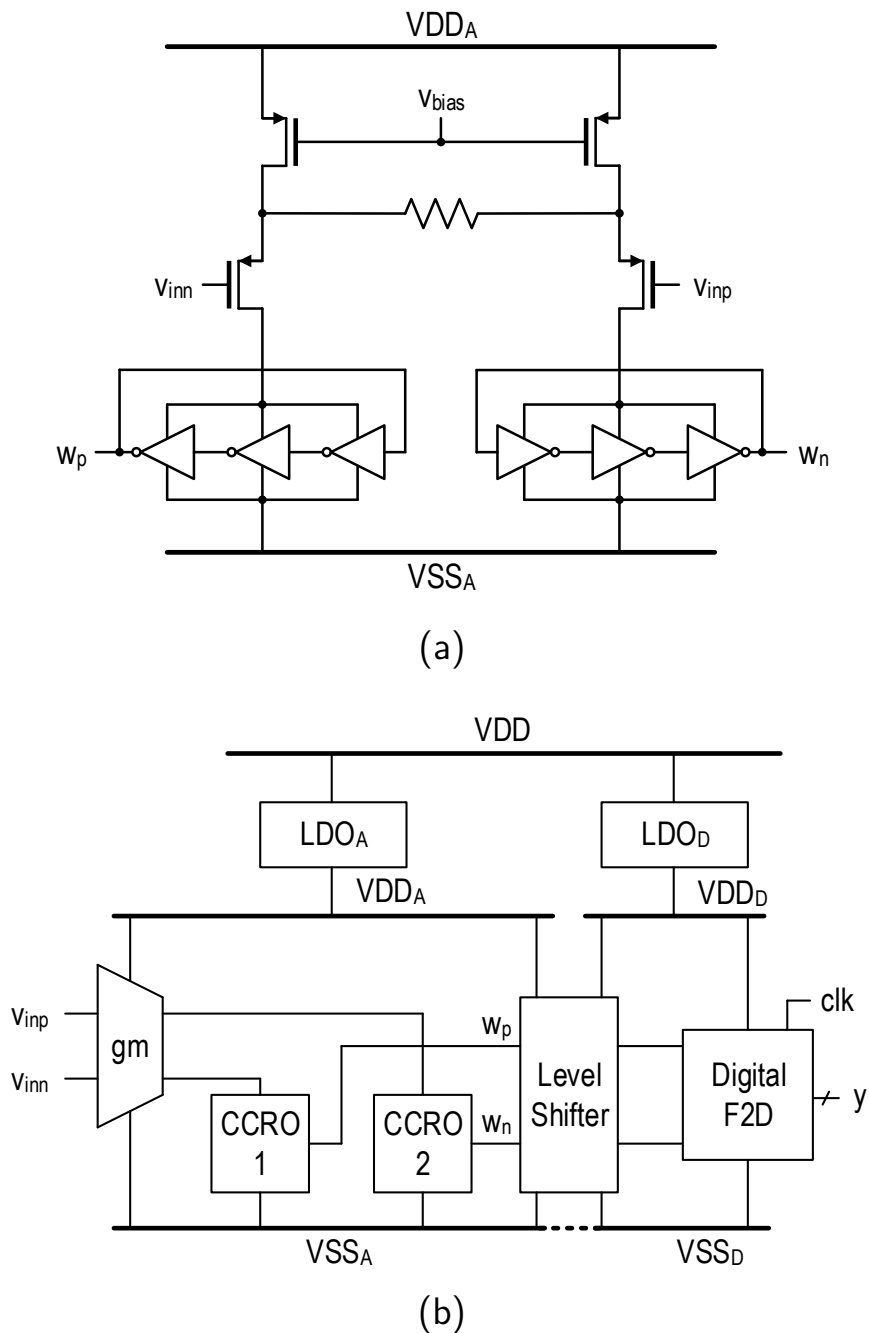 VDDA
vbias
vinn
vinp
wp
wn
VSSA
(a)
VDD
LDOA
LDOD
VDDA
VDDD
vinp
gm
vinn
wp
wn
CCRO
1
CCRO
2
Level
Shifter
Digital
F2D
clk
y
VSSA
VSSD
(b)